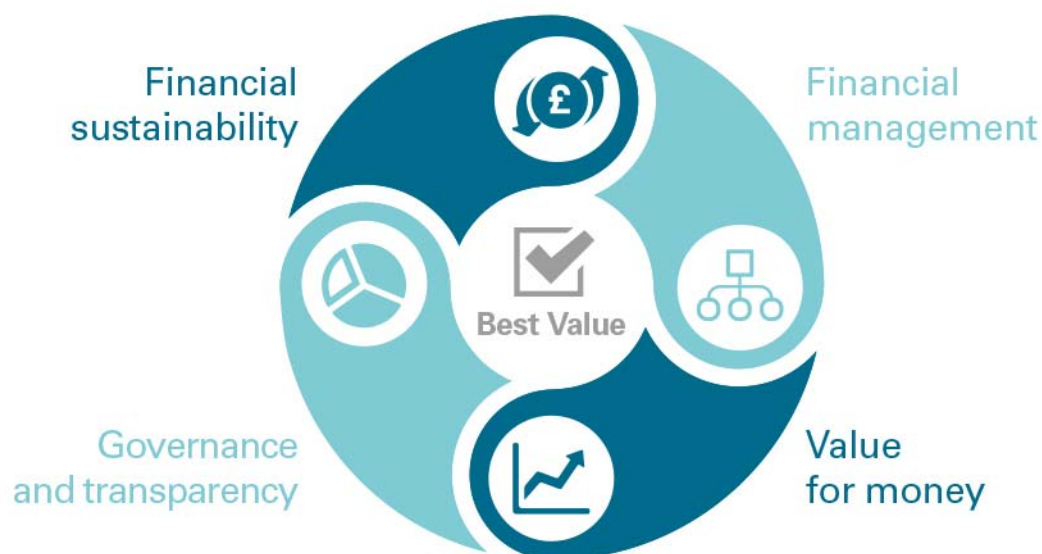 Financial
sustainability
Financial
management
£
Best Value
Governance
and transparency
Value
for money